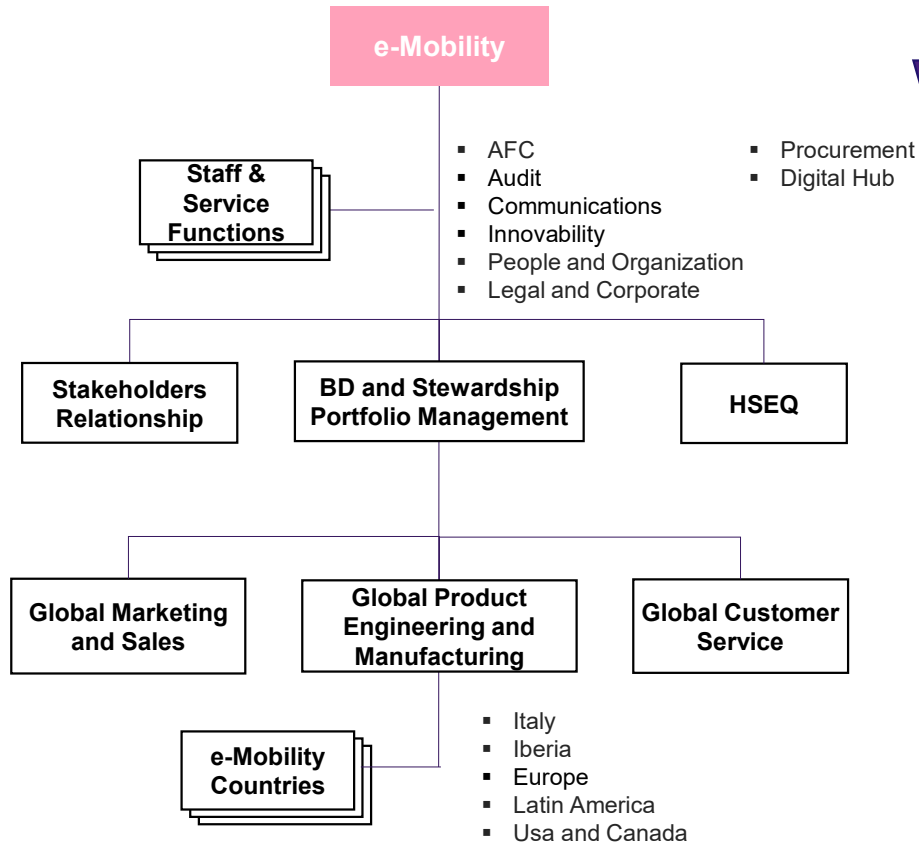 e-Mobility
Staff &
Service
Functions
▪ AFC
▪ Audit
▪ Communications
▪ Innovability
▪ People and Organization
▪ Legal and Corporate
▪ Procurement
▪ Digital Hub
Stakeholders
Relationship
BD and Stewardship
Portfolio Management
HSEQ
Global Marketing
and Sales
Global Product
Engineering and
Manufacturing
Global Customer
Service
e-Mobility
Countries
▪ Italy
▪ Iberia
▪ Europe
▪ Latin America
▪ Usa and Canada